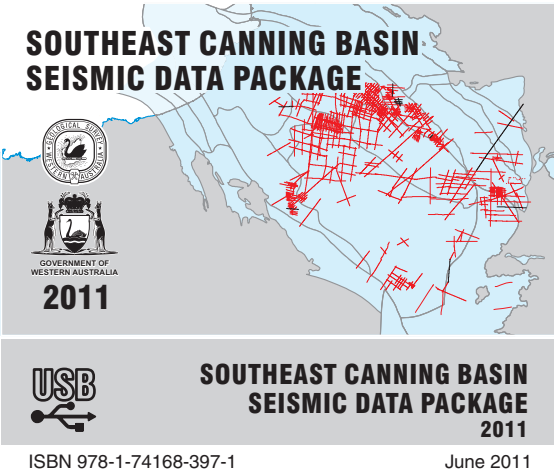 SOUTHEAST CANNING BASIN
SEISMIC DATA PACKAGE
GEOLOGICAL SURVEY
WESTERN AUSTRALIA
GOVERNMENT OF
WESTERN AUSTRALIA
2011
USB
SOUTHEAST CANNING BASIN
SEISMIC DATA PACKAGE
2011
ISBN 978-1-74168-397-1
June 2011